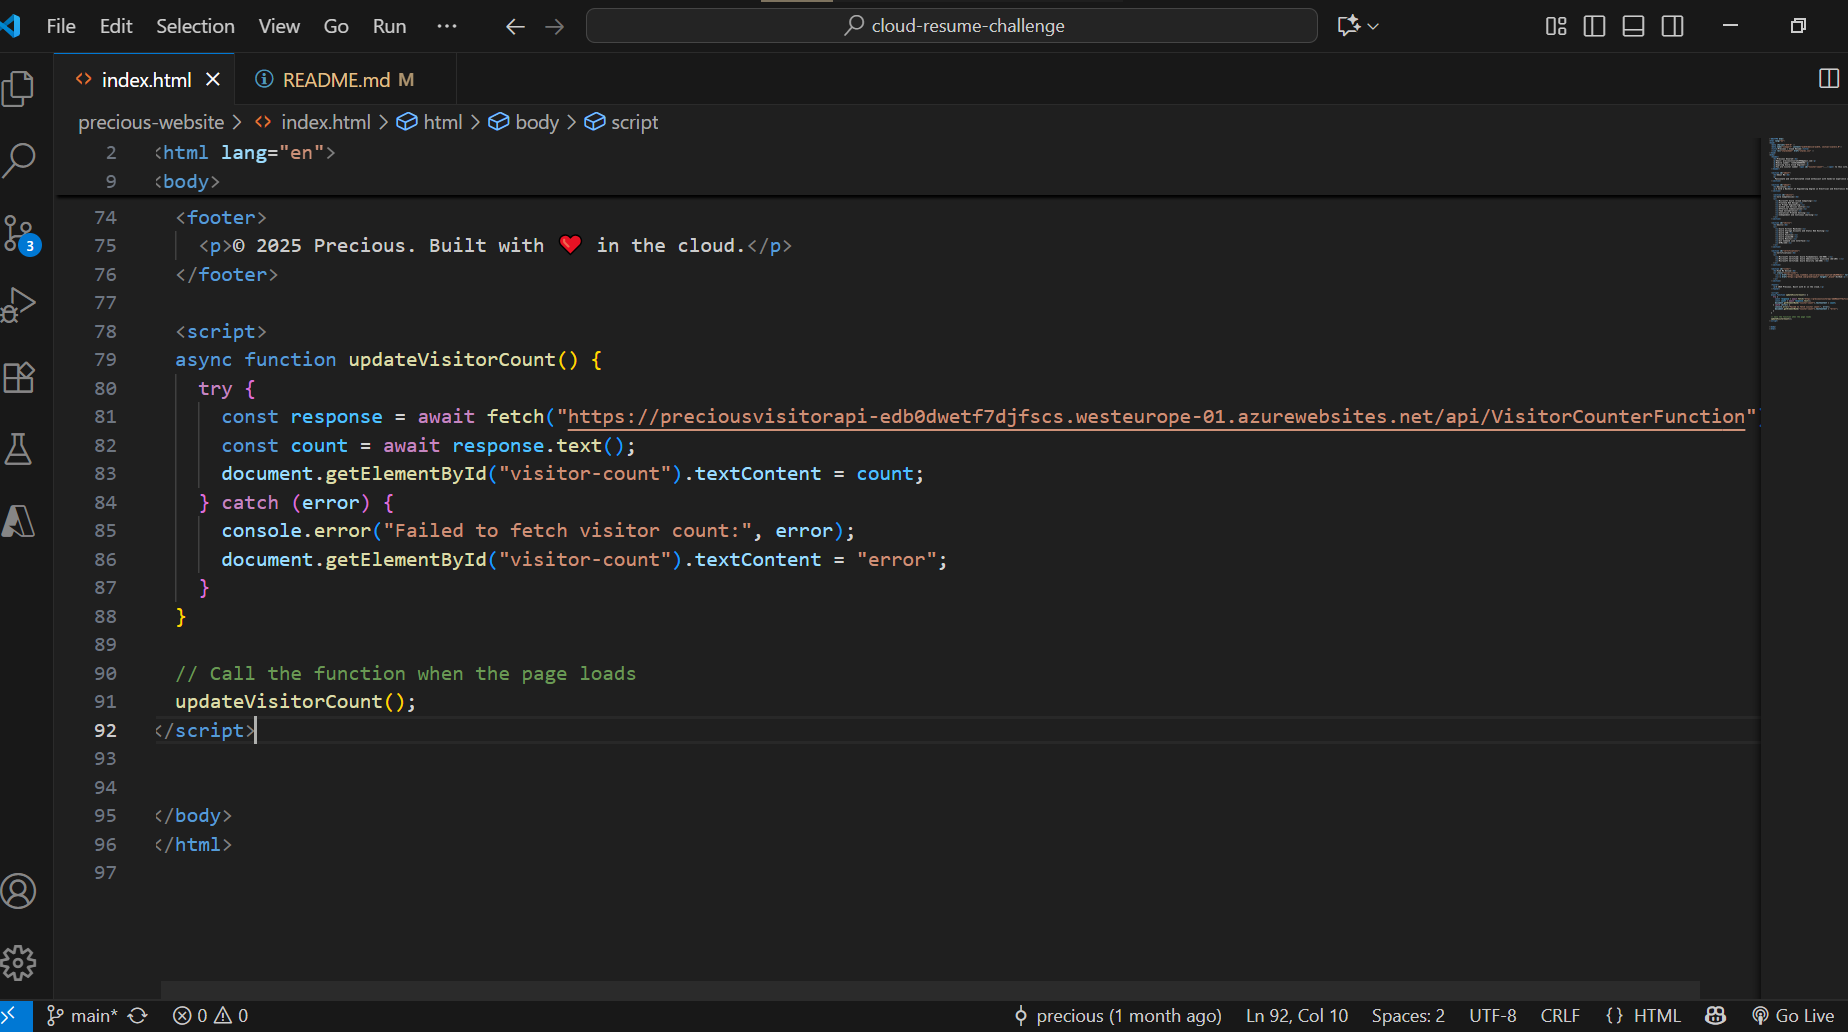 File Edit Selection View Go Run ··· cloud-resume-challenge
index.html README.md M
precious-website > index.html > html > body > script
2 <html lang="en">
9 <body>
74 <footer>
75 <p>© 2025 Precious. Built with ❤️ in the cloud.</p>
76 </footer>
77
78 <script>
79 async function updateVisitorCount() {
80 try {
81 const response = await fetch("https://preciousvisitorapi-edb0dwetf7djfscs.westeurope-01.azurewebsites.net/api/VisitorCounterFunction"
82 const count = await response.text();
83 document.getElementById("visitor-count").textContent = count;
84 } catch (error) {
85 console.error("Failed to fetch visitor count:", error);
86 document.getElementById("visitor-count").textContent = "error";
87 }
88 }
89
90 // Call the function when the page loads
91 updateVisitorCount();
92 </script>
93
94
95 </body>
96 </html>
97
3
main* 0 0 precious (1 month ago) Ln 92, Col 10 Spaces: 2 UTF-8 CRLF {} HTML Go Live